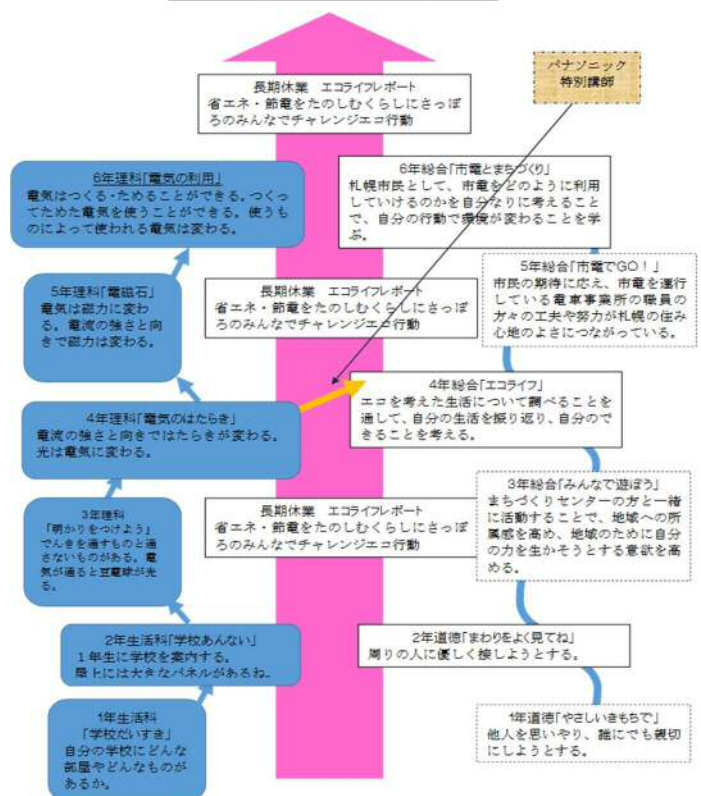 長期休業　エコライフレポート
省エネ・節電をたのしむくらしにさっぽ
ろのみんなでチャレンジエコ行動
パナソニック
特別講師
6年理科「電気の利用」
電気はつくる・ためることができる。つくっ
てためた電気を使うことができる。使うも
のによって使われる電気は変わる。
6年総合「市電とまちづくり」
札幌市民として、市電をどのように利用
していけるのかを自分なりに考えること
で、自分の行動で環境が変わることを学
ぶ。
5年理科「電磁石」
電気は磁力に変わ
る。電流の強さと向
きで磁力は変わる。
長期休業　エコライフレポート
省エネ・節電をたのしむくらしにさっぽ
ろのみんなでチャレンジエコ行動
5年総合「市電でGO！」
市民の期待に応え、市電を運行
している電車事業所の職員の
方々の工夫や努力が札幌の住み
心地のよさにつながっている。
4年理科「電気のはたらき」
電流の強さと向きではたらきが変わる。
光は電気に変わる。
4年総合「エコライフ」
エコを考えた生活について調べることを
通して、自分の生活を振り返り、自分ので
きることを考える。
3年理科
「明かりをつけよう」
でんきを通すものと通
さないものがある。電
気が通ると豆電球が光
る。
長期休業　エコライフレポート
省エネ・節電をたのしむくらしにさっぽ
ろのみんなでチャレンジエコ行動
3年総合「みんなで遊ぼう」
まちづくりセンターの方と一緒
に活動することで、地域への所
属感を高め、地域のために自分
の力を生かそうとする意欲を高
める。
2年生活科「学校あんない」
１年生に学校を案内する。
屋上には大きなパネルがあるね。
2年道徳「まわりをよく見てね」
周りの人に優しく接しようとする。
1年生活科
「学校だいすき」
自分の学校にどんな
部屋やどんなものが
あるか。
1年道徳「やさしいきもちで」
他人を思いやり、誰にでも親切
にしようとする。